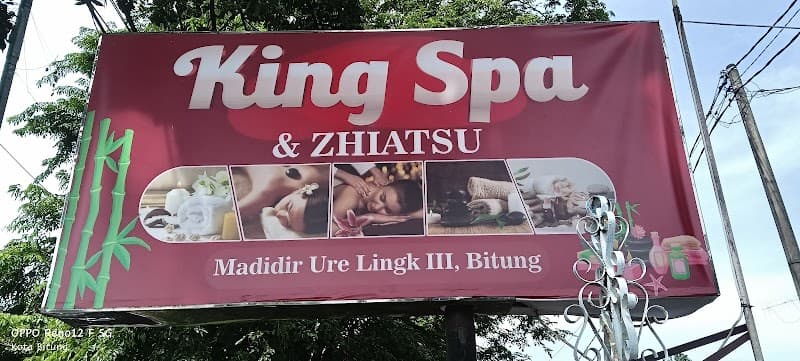 King Spa
& ZHIATSU
Madidir Ure Lingk III, Bitung
OPPO Reno12 F 5G
Kota Bitung